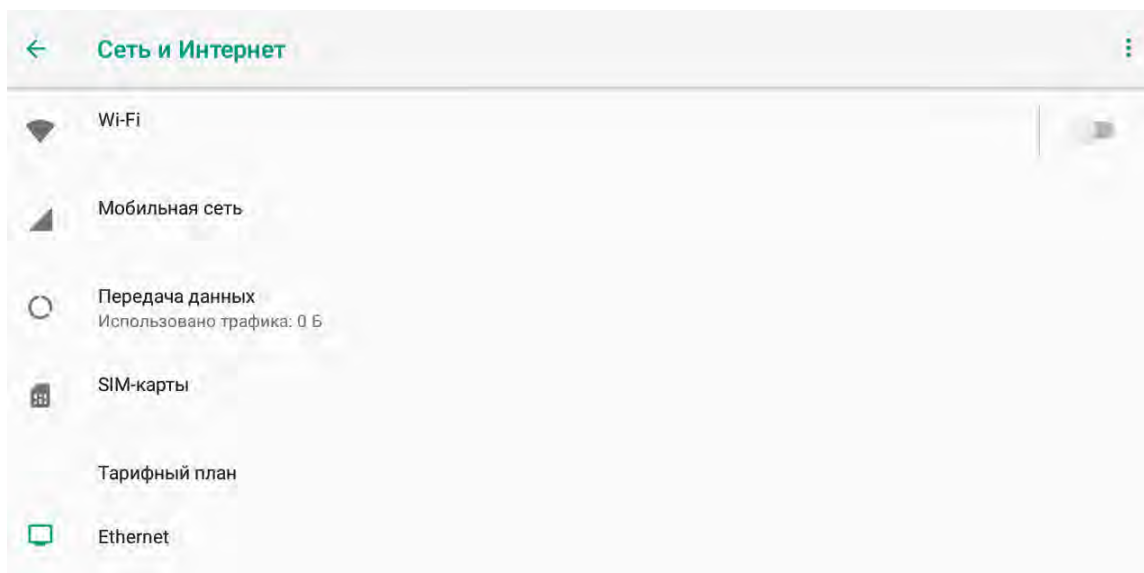 Сеть и Интернет
Wi-Fi
Мобильная сеть
Передача данных
Использовано трафика: 0 Б
SIM-карты
Тарифный план
Ethernet